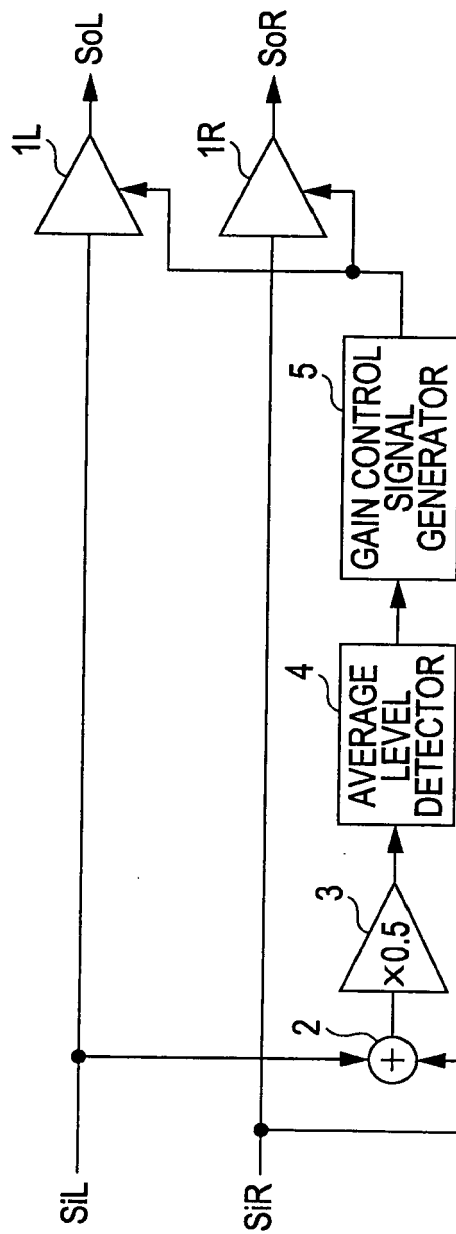 SiL
1L
SoL
SiR
1R
SoR
2
+
3
×0.5
4
AVERAGE
LEVEL
DETECTOR
5
GAIN CONTROL
SIGNAL
GENERATOR